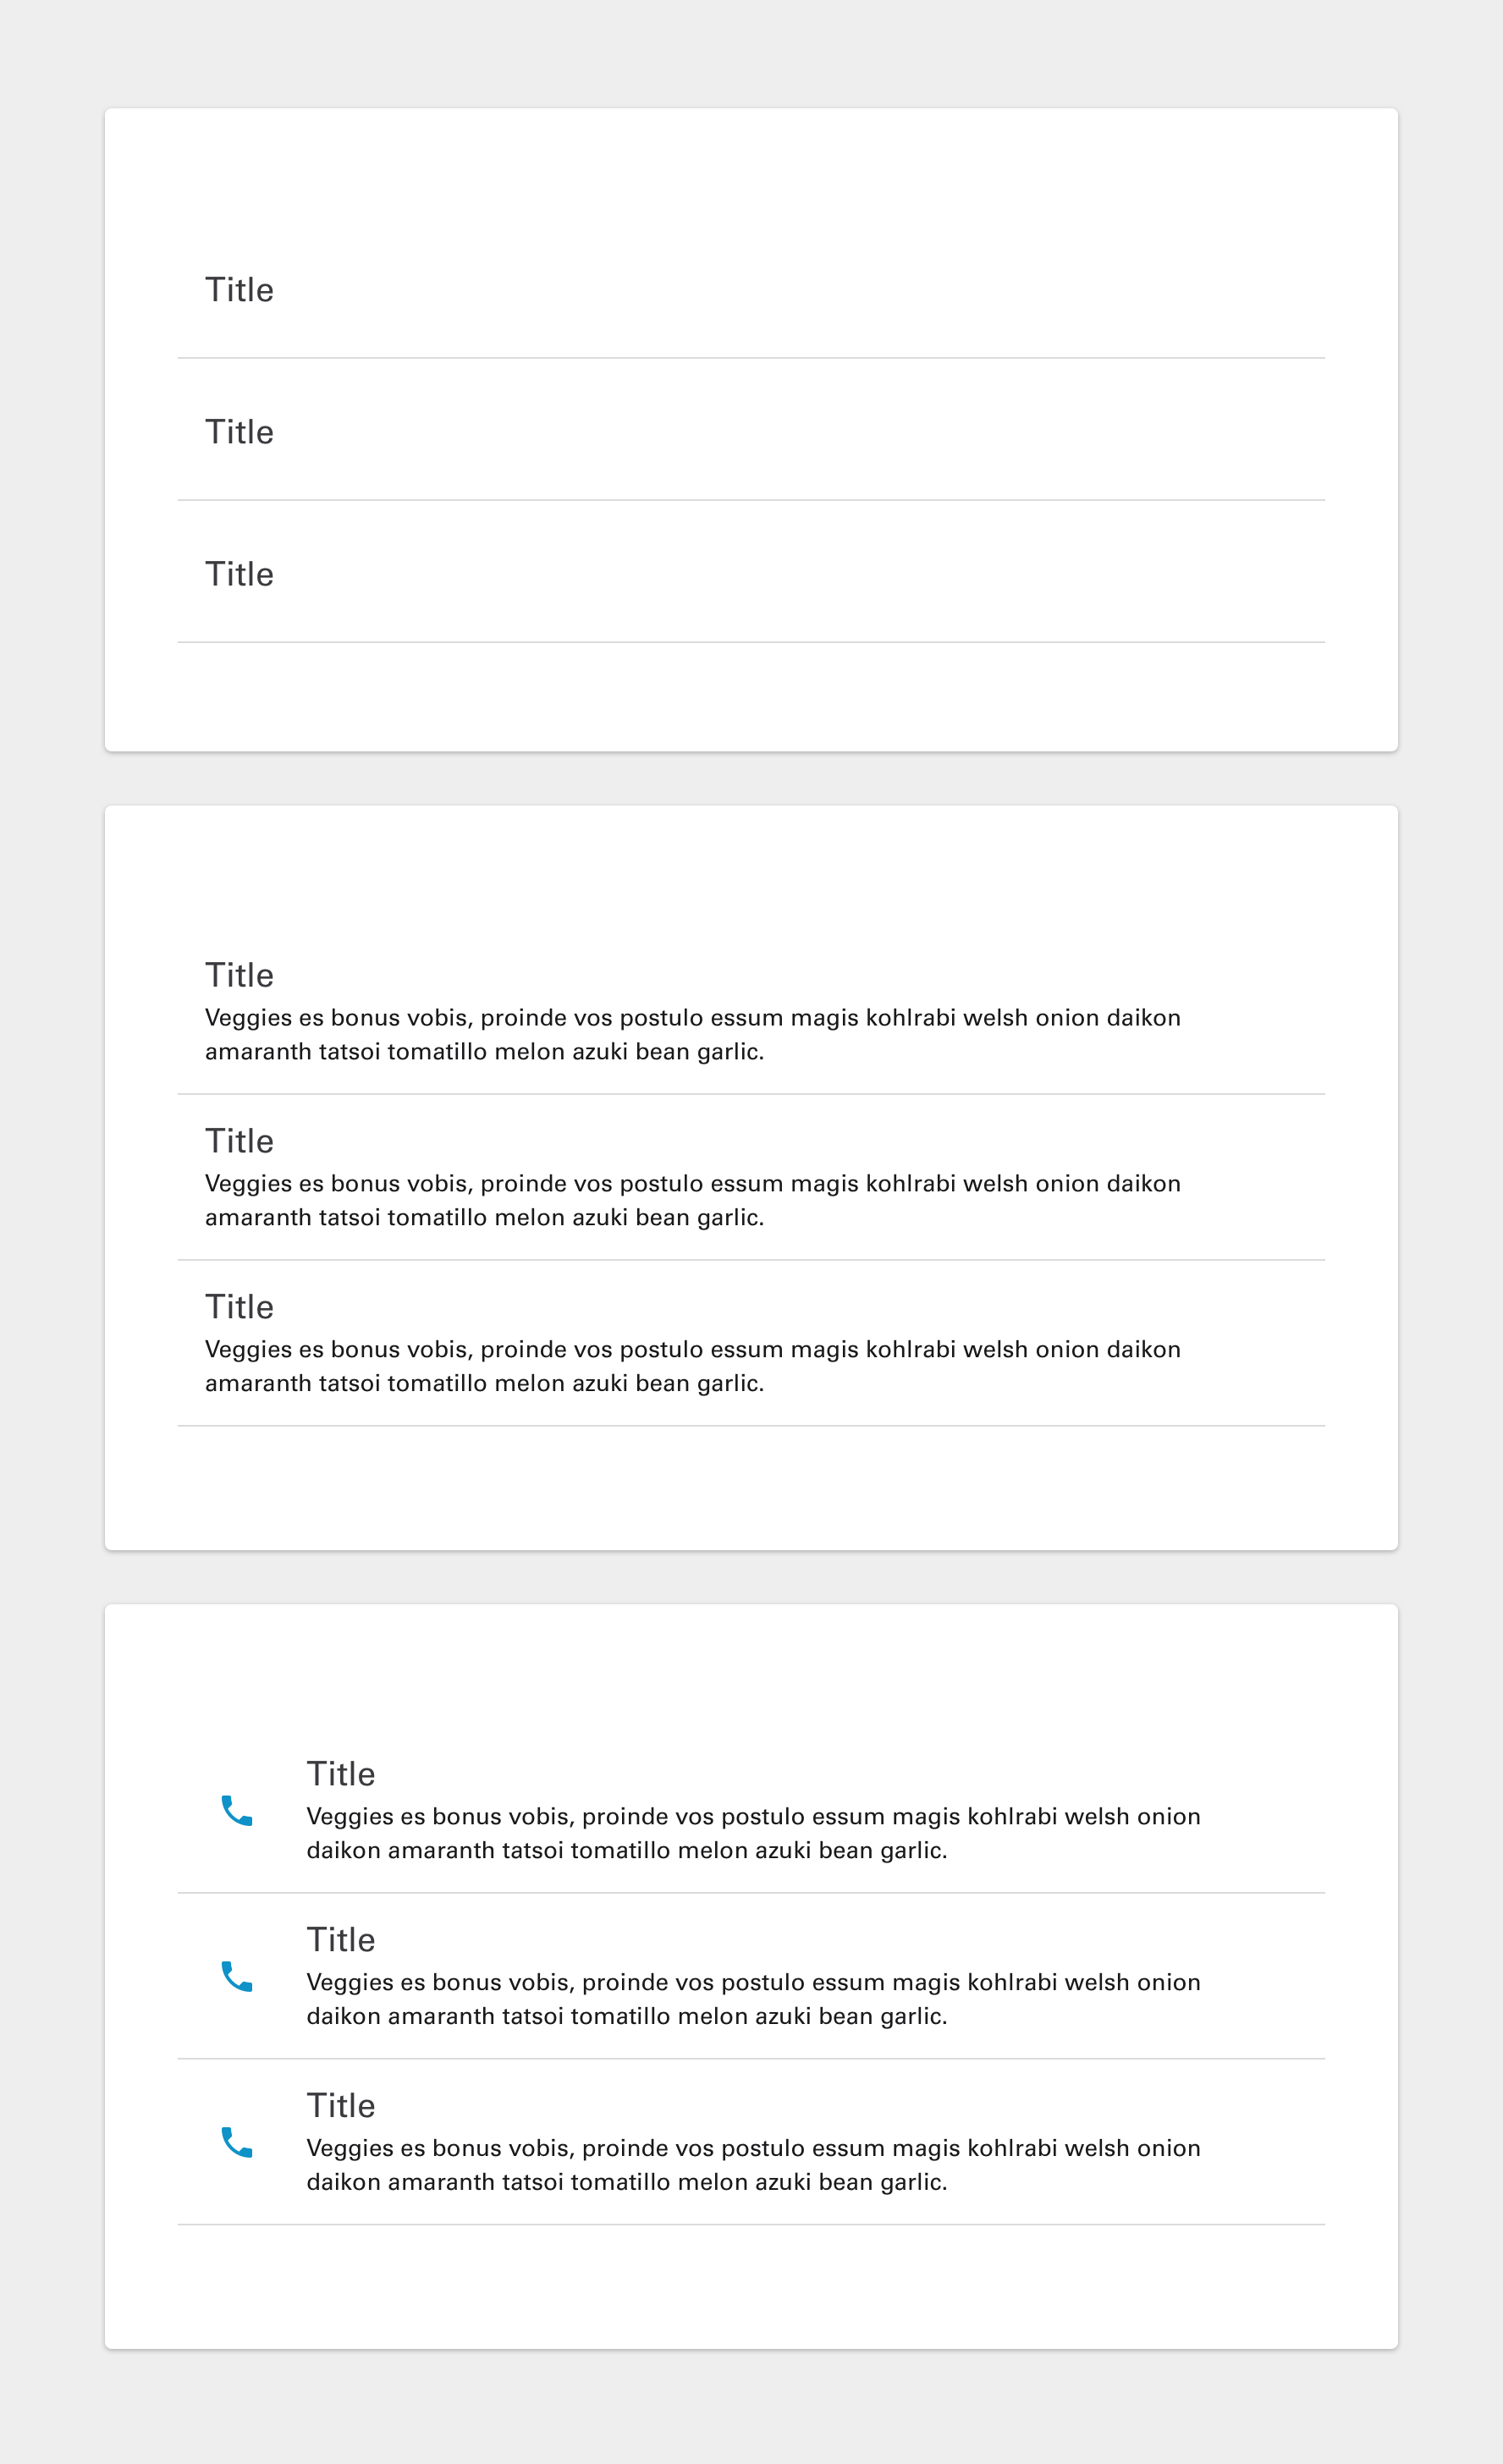 Title
Title
Title
Title
Veggies es bonus vobis, proinde vos postulo essum magis kohlrabi welsh onion daikon
amaranth tatsoi tomatillo melon azuki bean garlic.
Title
Veggies es bonus vobis, proinde vos postulo essum magis kohlrabi welsh onion daikon
amaranth tatsoi tomatillo melon azuki bean garlic.
Title
Veggies es bonus vobis, proinde vos postulo essum magis kohlrabi welsh onion daikon
amaranth tatsoi tomatillo melon azuki bean garlic.
Title
Veggies es bonus vobis, proinde vos postulo essum magis kohlrabi welsh onion
daikon amaranth tatsoi tomatillo melon azuki bean garlic.
Title
Veggies es bonus vobis, proinde vos postulo essum magis kohlrabi welsh onion
daikon amaranth tatsoi tomatillo melon azuki bean garlic.
Title
Veggies es bonus vobis, proinde vos postulo essum magis kohlrabi welsh onion
daikon amaranth tatsoi tomatillo melon azuki bean garlic.